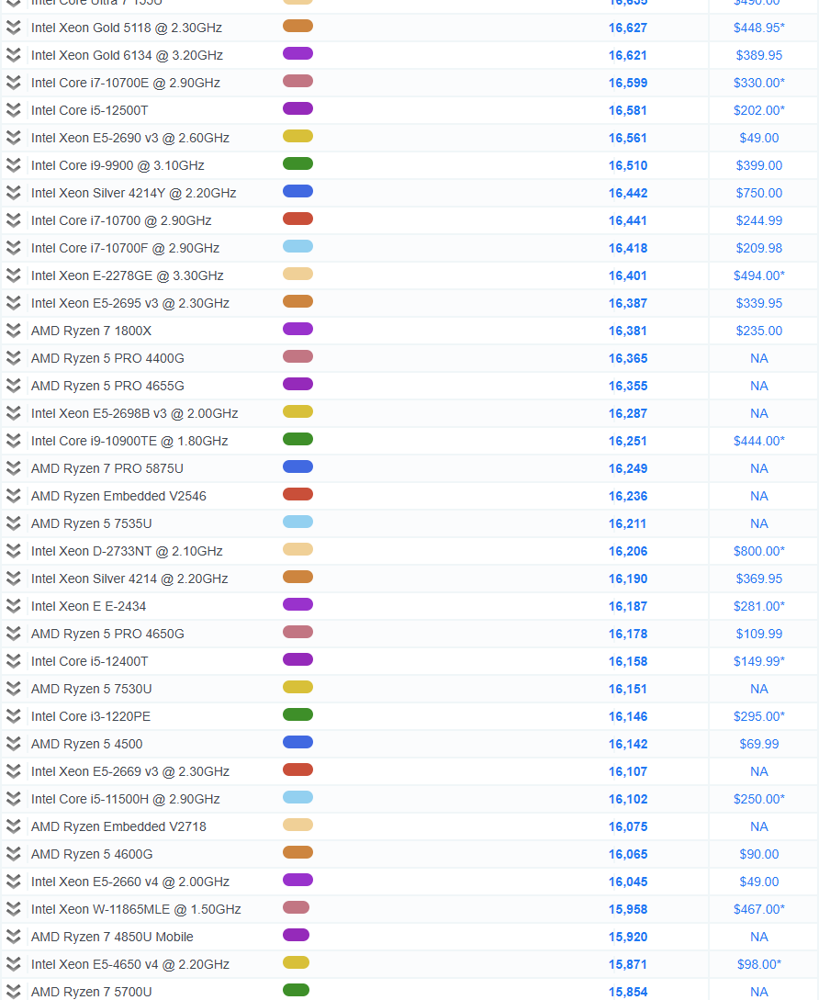 Intel Core Ultra 7 155U 16,635 $490.00*
Intel Xeon Gold 5118 @ 2.30GHz 16,627 $448.95*
Intel Xeon Gold 6134 @ 3.20GHz 16,621 $389.95
Intel Core i7-10700E @ 2.90GHz 16,599 $330.00*
Intel Core i5-12500T 16,581 $202.00*
Intel Xeon E5-2690 v3 @ 2.60GHz 16,561 $49.00
Intel Core i9-9900 @ 3.10GHz 16,510 $399.00
Intel Xeon Silver 4214Y @ 2.20GHz 16,442 $750.00
Intel Core i7-10700 @ 2.90GHz 16,441 $244.99
Intel Core i7-10700F @ 2.90GHz 16,418 $209.98
Intel Xeon E-2278GE @ 3.30GHz 16,401 $494.00*
Intel Xeon E5-2695 v3 @ 2.30GHz 16,387 $339.95
AMD Ryzen 7 1800X 16,381 $235.00
AMD Ryzen 5 PRO 4400G 16,365 NA
AMD Ryzen 5 PRO 4655G 16,355 NA
Intel Xeon E5-2698B v3 @ 2.00GHz 16,287 NA
Intel Core i9-10900TE @ 1.80GHz 16,251 $444.00*
AMD Ryzen 7 PRO 5875U 16,249 NA
AMD Ryzen Embedded V2546 16,236 NA
AMD Ryzen 5 7535U 16,211 NA
Intel Xeon D-2733NT @ 2.10GHz 16,206 $800.00*
Intel Xeon Silver 4214 @ 2.20GHz 16,190 $369.95
Intel Xeon E E-2434 16,187 $281.00*
AMD Ryzen 5 PRO 4650G 16,178 $109.99
Intel Core i5-12400T 16,158 $149.99*
AMD Ryzen 5 7530U 16,151 NA
Intel Core i3-1220PE 16,146 $295.00*
AMD Ryzen 5 4500 16,142 $69.99
Intel Xeon E5-2669 v3 @ 2.30GHz 16,107 NA
Intel Core i5-11500H @ 2.90GHz 16,102 $250.00*
AMD Ryzen Embedded V2718 16,075 NA
AMD Ryzen 5 4600G 16,065 $90.00
Intel Xeon E5-2660 v4 @ 2.00GHz 16,045 $49.00
Intel Xeon W-11865MLE @ 1.50GHz 15,958 $467.00*
AMD Ryzen 7 4850U Mobile 15,920 NA
Intel Xeon E5-4650 v4 @ 2.20GHz 15,871 $98.00*
AMD Ryzen 7 5700U 15,854 NA